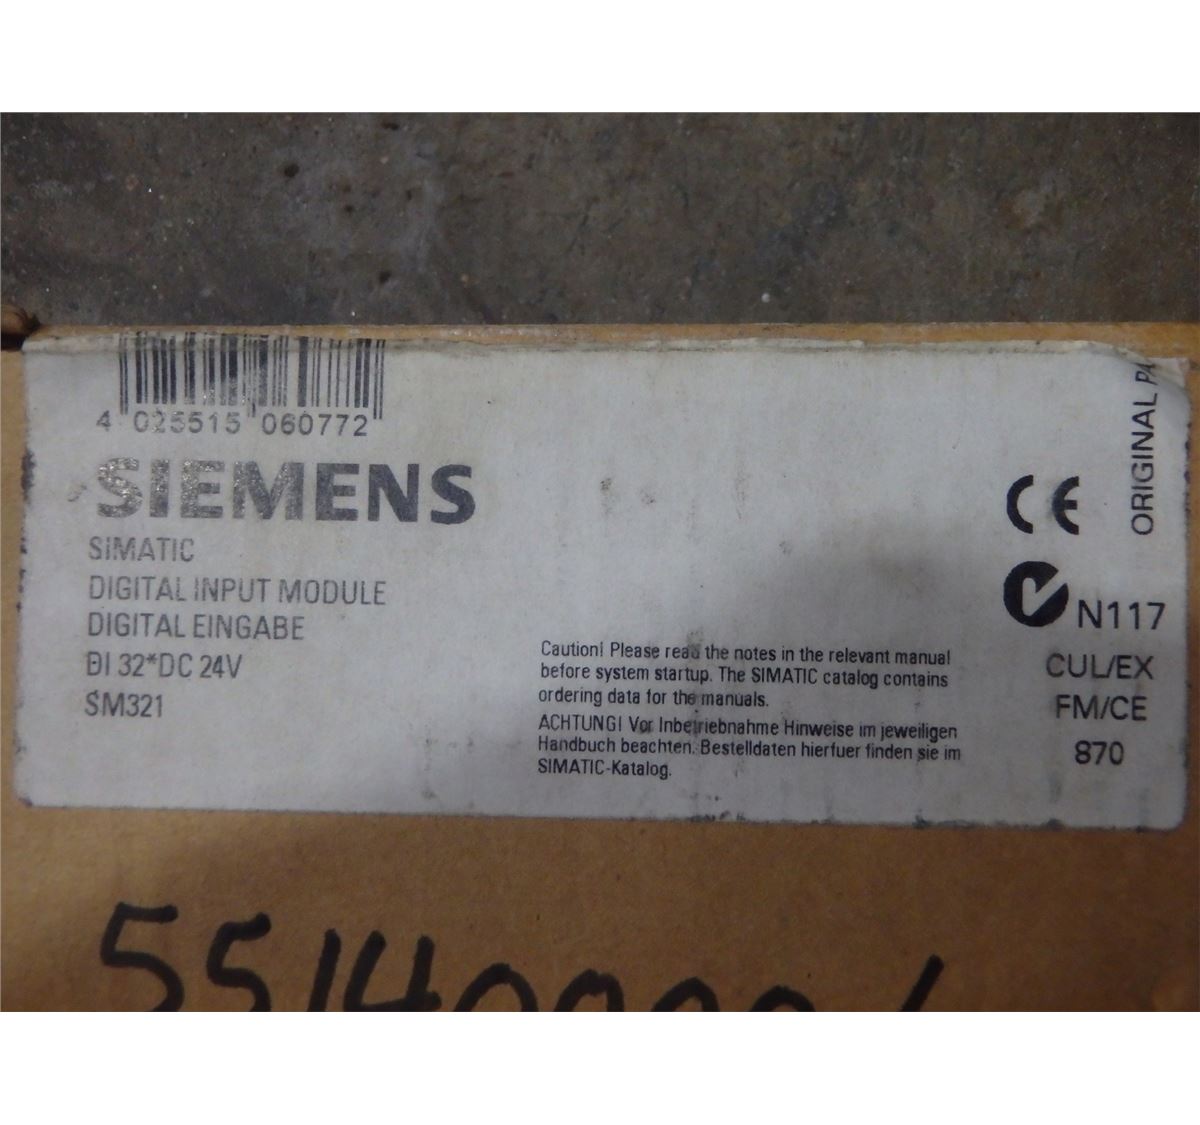 4 025515 060772
SIEMENS
SIMATIC
DIGITAL INPUT MODULE
DIGITAL EINGABE
DI 32*DC 24V
SM321
Caution! Please read the notes in the relevant manual
before system startup. The SIMATIC catalog contains
ordering data for the manuals.
ACHTUNG! Vor Inbetriebnahme Hinweise im jeweiligen
Handbuch beachten. Bestelldaten hierfuer finden sie im
SIMATIC-Katalog.
ORIGINAL
CE
N117
CUL/EX
FM/CE
870